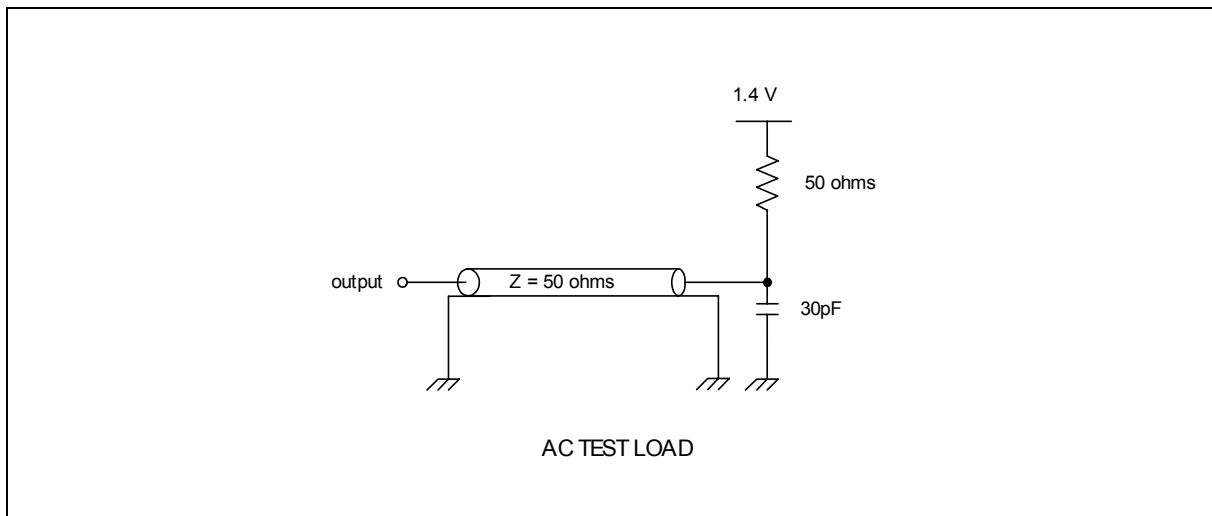 1.4 V
50 ohms
output
Z = 50 ohms
30pF
AC TEST LOAD